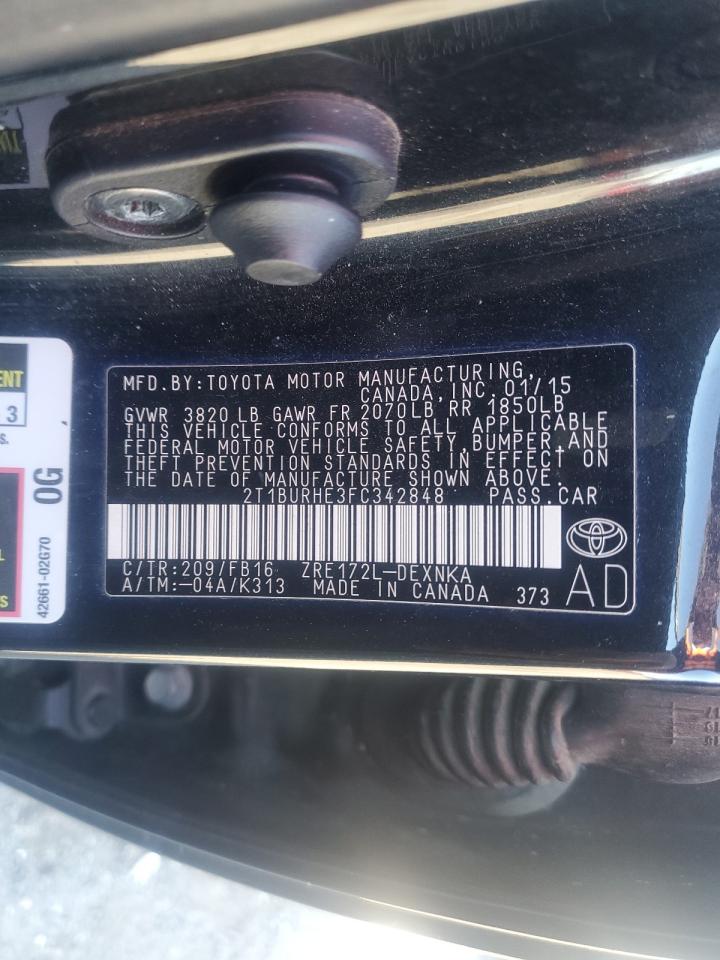 MFD.BY:TOYOTA MOTOR MANUFACTURING,
CANADA,INC. 01/15
GVWR 3820 LB GAWR FR 2070LB RR 1850LB
THIS VEHICLE CONFORMS TO ALL APPLICABLE
FEDERAL MOTOR VEHICLE SAFETY,BUMPER,AND
THEFT PREVENTION STANDARDS IN EFFECT ON
THE DATE OF MANUFACTURE SHOWN ABOVE.
2T1BURHE3FC342848 PASS.CAR
C/TR:209/FB16 ZRE172L-DEXNKA
A/TM:-04A/K313 MADE IN CANADA 373 AD
ENT
3
S.
0G
42661-02G70
L
S